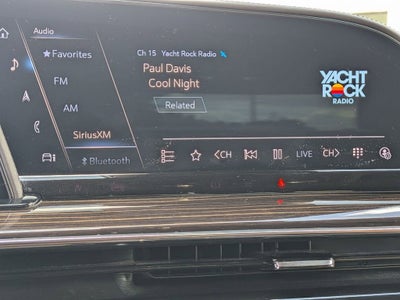 Audio
★Favorites
FM
AM
SiriusXM
Bluetooth
Ch 15 Yacht Rock Radio
Paul Davis
Cool Night
Related
YACHT
ROCK
RADIO
<CH
LIVE
CH>